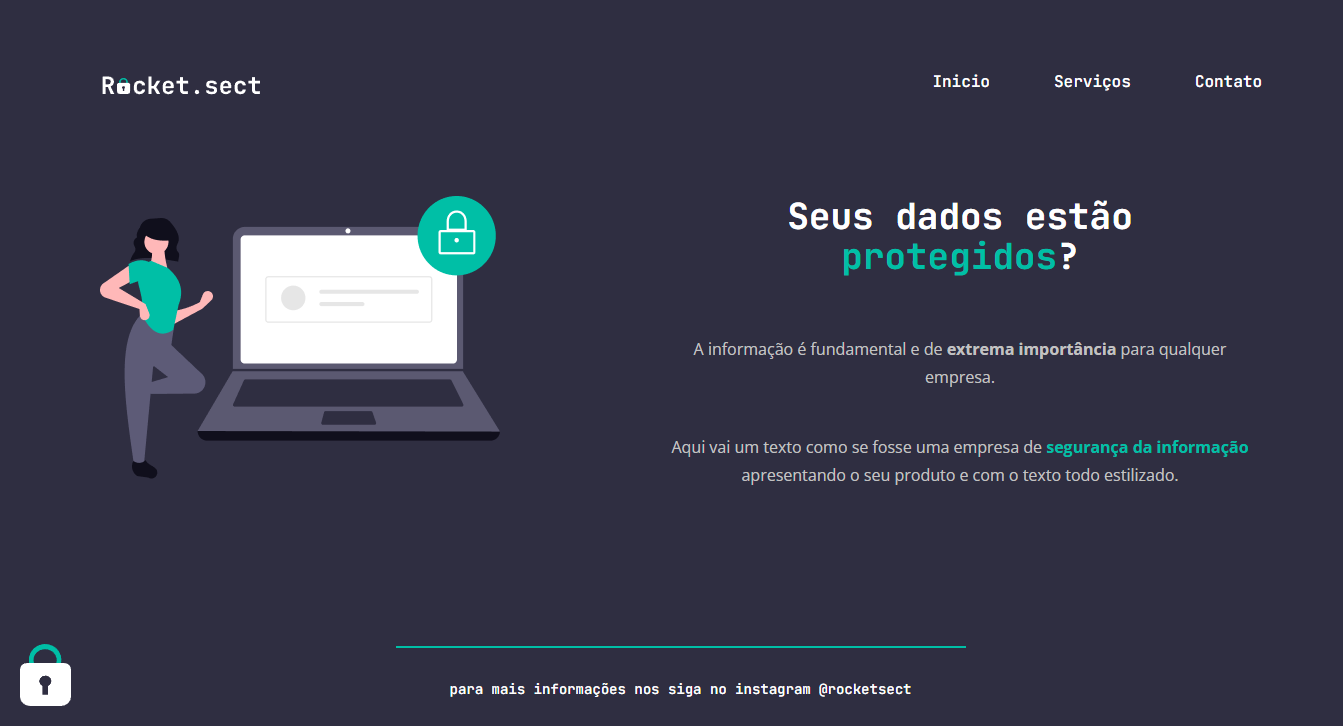 Rocket.sect
Inicio Serviços Contato
Seus dados estão
protegidos?
A informação é fundamental e de extrema importância para qualquer
empresa.
Aqui vai um texto como se fosse uma empresa de segurança da informação
apresentando o seu produto e com o texto todo estilizado.
para mais informações nos siga no instagram @rocketsect